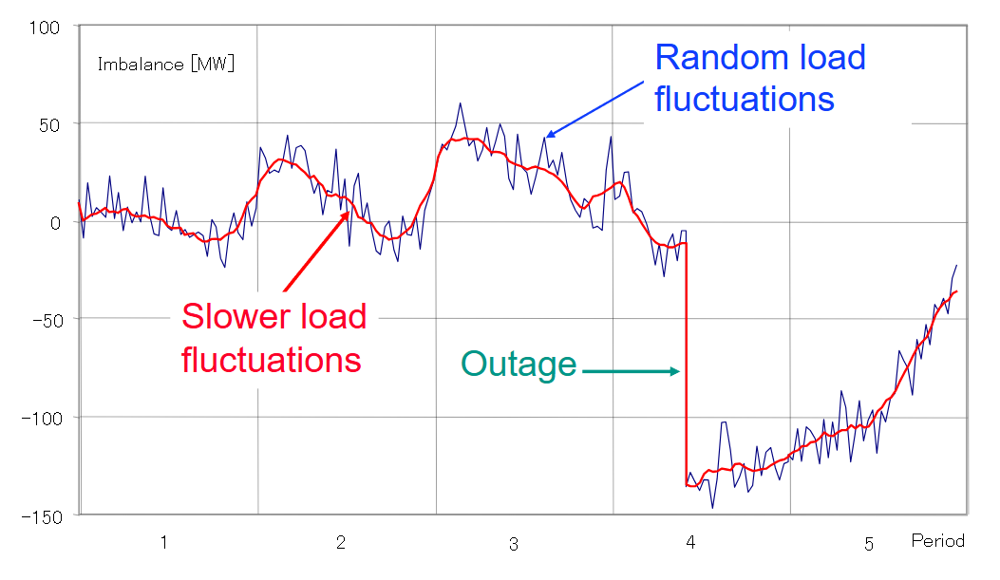 100
Imbalance [MW]
Random load
fluctuations
50
0
Slower load
fluctuations
-50
Outage
-100
-150
1
2
3
4
5
Period